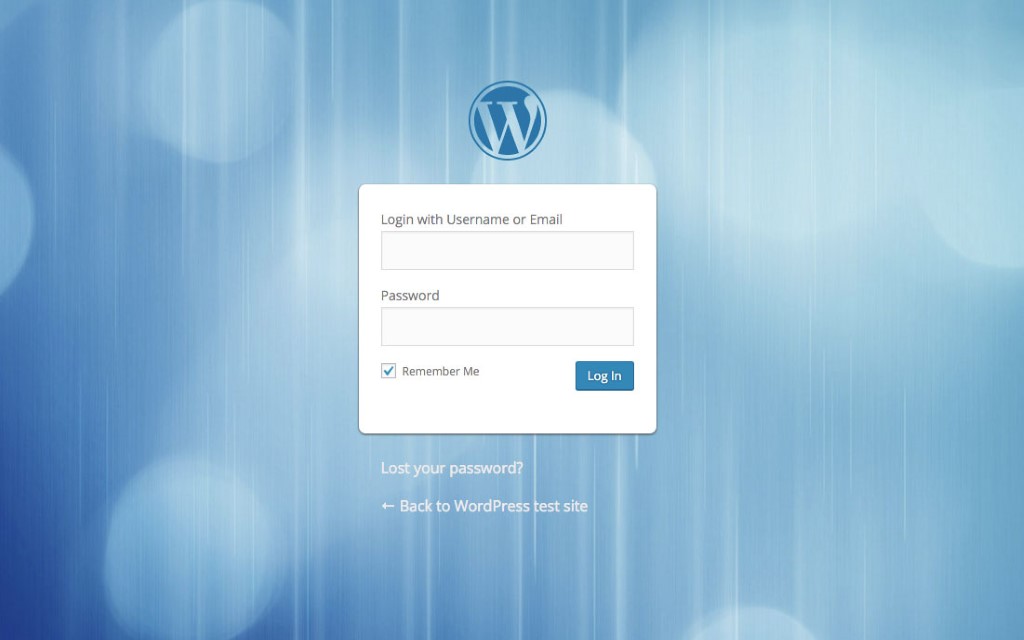 Login with Username or Email
Password
Remember Me
Log In
Lost your password?
← Back to WordPress test site